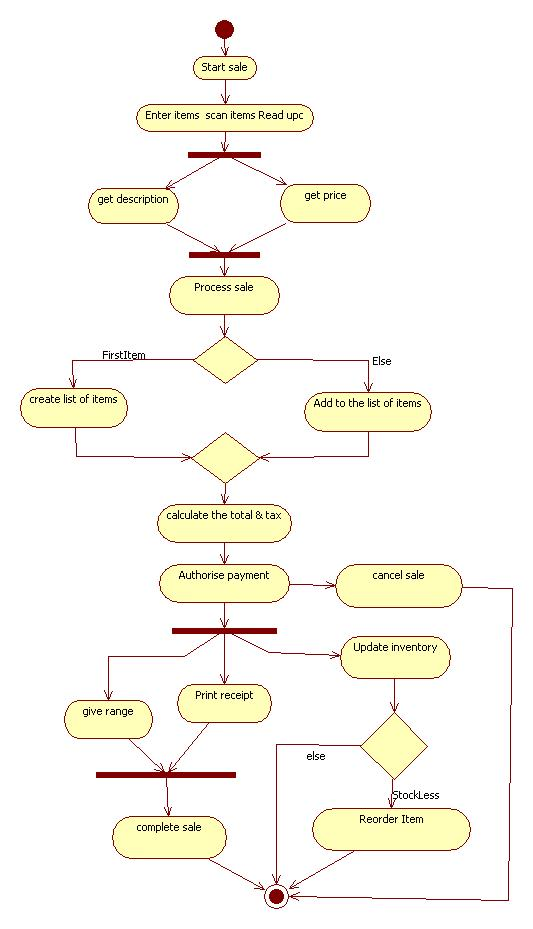 Start sale
Enter items  scan items Read upc
get description
get price
Process sale
FirstItem
Else
create list of items
Add to the list of items
calculate the total & tax
Authorise payment
cancel sale
Update inventory
Print receipt
give range
else
StockLess
Reorder Item
complete sale